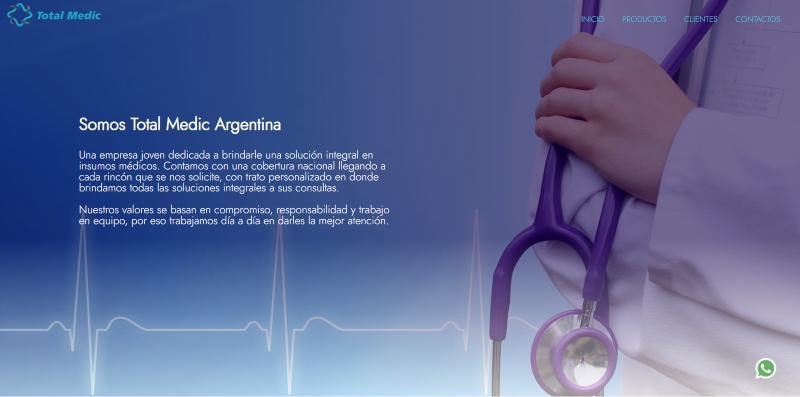 Total Medic
INICIO PRODUCTOS CLIENTES CONTACTOS
Somos Total Medic Argentina
Una empresa joven dedicada a brindarle una solución integral en
insumos médicos. Contamos con una cobertura nacional llegando a
cada rincón que se nos solicite, con trato personalizado en donde
brindamos todas las soluciones integrales a sus consultas.
Nuestros valores se basan en compromiso, responsabilidad y trabajo
en equipo, por eso trabajamos día a día en darles la mejor atención.